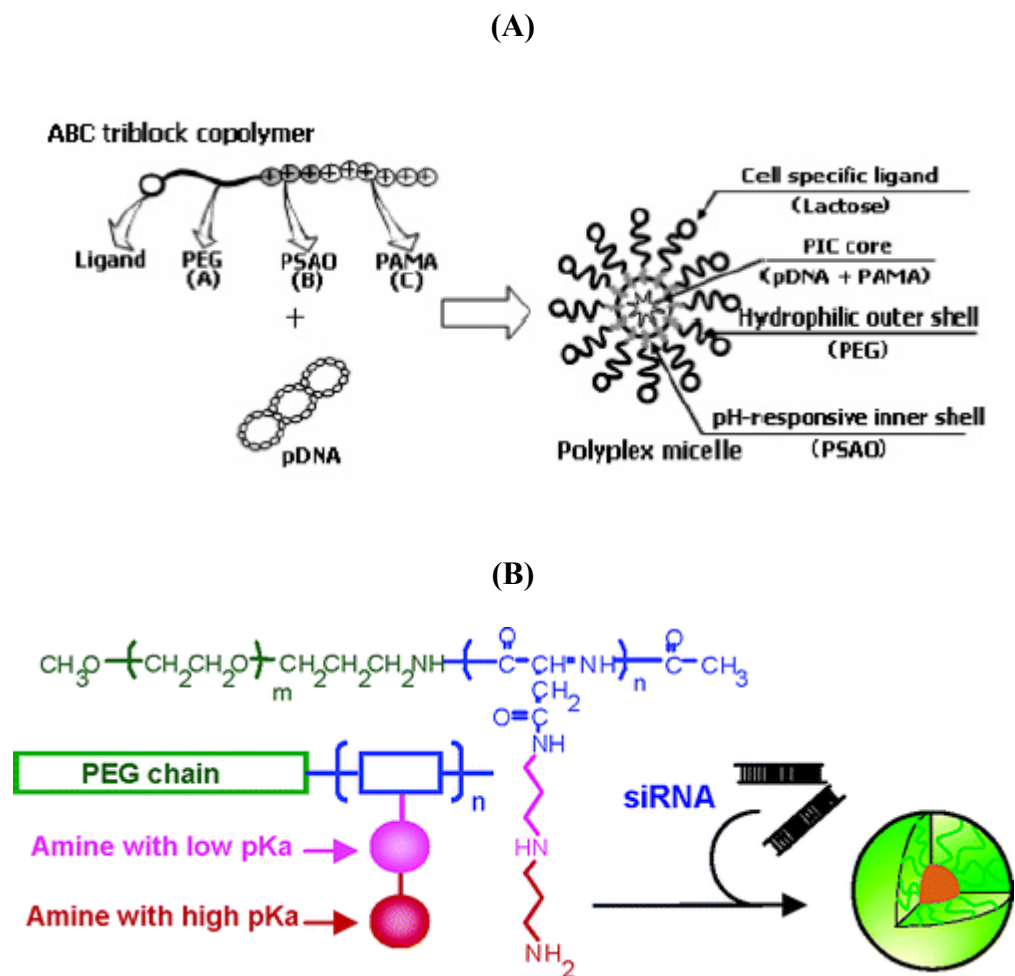 (A)
ABC triblock copolymer
Ligand PEG PSAO PAMA
(A) (B) (C)
+
pDNA
Cell specific ligand
(Lactose)
PIC core
(pDNA + PAMA)
Hydrophilic outer shell
(PEG)
pH-responsive inner shell
(PSAO)
Polyplex micelle
(B)
CH3O-(CH2CH2O)m-CH2CH2CH2NH-(C-CH-NH)n-C-CH3
O O
CH2
O=C
NH
HN
NH2
PEG chain
n
Amine with low pKa
Amine with high pKa
siRNA